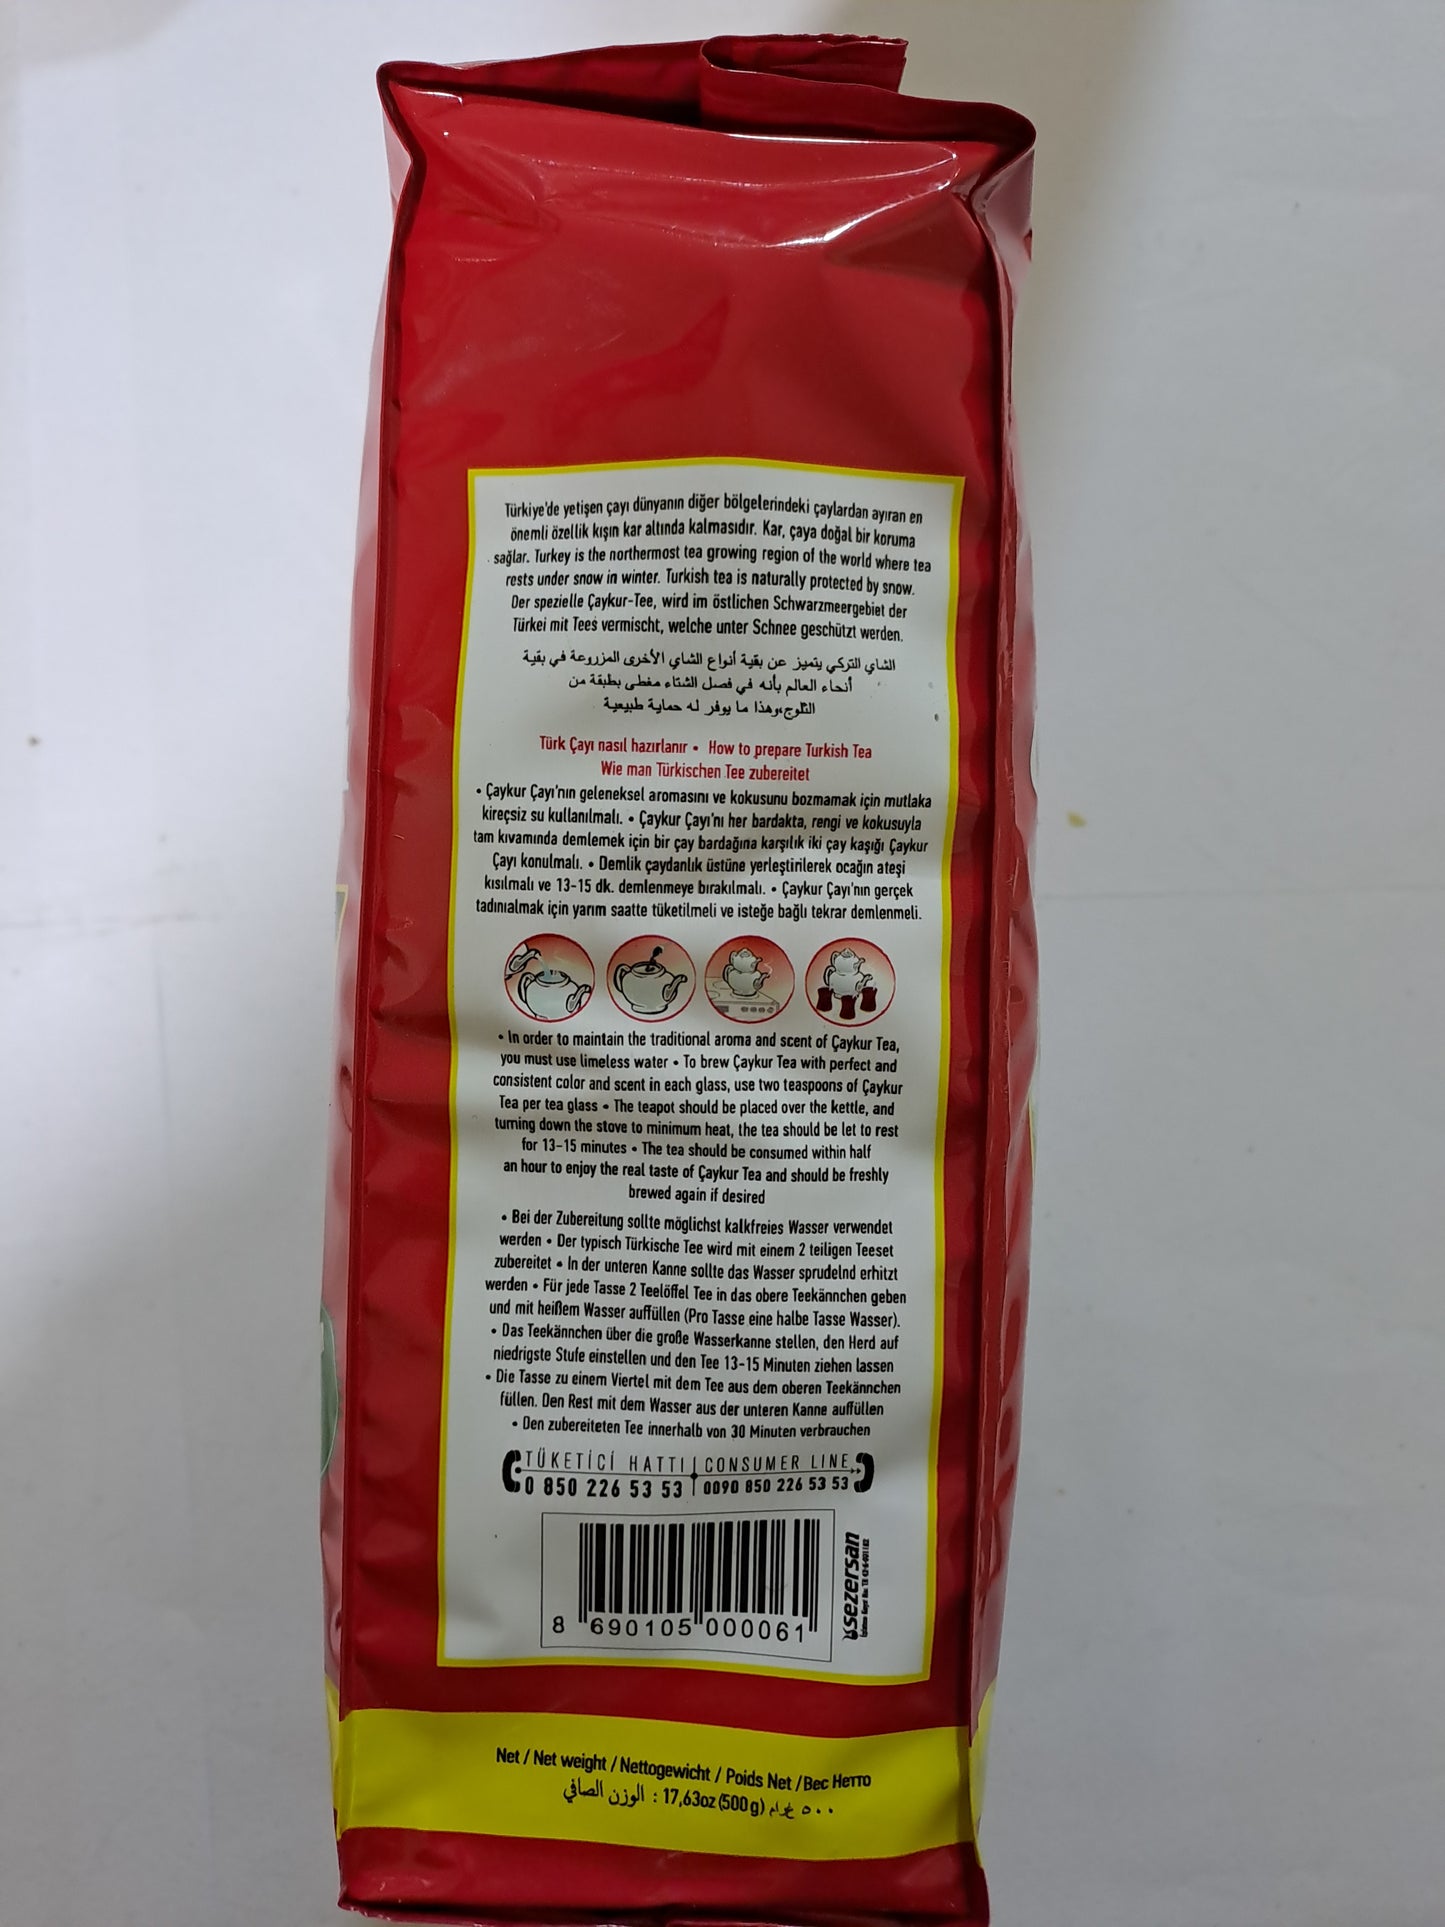 Türkiye'de yetişen çayı dünyanın diğer bölgelerindeki çaylardan ayıran en
önemli özellik kışın kar altında kalmasıdır. Kar, çaya doğal bir koruma
sağlar. Turkey is the northermost tea growing region of the world where tea
rests under snow in winter. Turkish tea is naturally protected by snow.
Der spezielle Çaykur-Tee, wird im östlichen Schwarzmeergebiet der
Türkei mit Tees vermischt, welche unter Schnee geschützt werden.
الشاي التركي يتميز عن بقية أنواع الشاي الأخرى المزروعة في بقية
أنحاء العالم بأنه في فصل الشتاء مغطى بطبقة من
الثلوج،وهذا ما يوفر له حماية طبيعية
Türk Çayı nasıl hazırlanır • How to prepare Turkish Tea
Wie man Türkischen Tee zubereitet
• Çaykur Çayı'nın geleneksel aromasını ve kokusunu bozmamak için mutlaka
kireçsiz su kullanılmalı. • Çaykur Çayı'nı her bardakta, rengi ve kokusuyla
tam kıvamında demlemek için bir çay bardağına karşılık iki çay kaşığı Çaykur
Çayı konulmalı. • Demlik çaydanlık üstüne yerleştirilerek ocağın ateşi
kısılmalı ve 13-15 dk. demlenmeye bırakılmalı. • Çaykur Çayı'nın gerçek
tadınıalmak için yarım saatte tüketilmeli ve isteğe bağlı tekrar demlenmeli.
• In order to maintain the traditional aroma and scent of Çaykur Tea,
you must use limeless water • To brew Çaykur Tea with perfect and
consistent color and scent in each glass, use two teaspoons of Çaykur
Tea per tea glass • The teapot should be placed over the kettle, and
turning down the stove to minimum heat, the tea should be let to rest
for 13-15 minutes • The tea should be consumed within half
an hour to enjoy the real taste of Çaykur Tea and should be freshly
brewed again if desired
• Bei der Zubereitung sollte möglichst kalkfreies Wasser verwendet
werden • Der typisch Türkische Tee wird mit einem 2 teiligen Teeset
zubereitet • In der unteren Kanne sollte das Wasser sprudelnd erhitzt
werden • Für jede Tasse 2 Teelöffel Tee in das obere Teekännchen geben
und mit heißem Wasser auffüllen (Pro Tasse eine halbe Tasse Wasser).
• Das Teekännchen über die große Wasserkanne stellen, den Herd auf
niedrigste Stufe einstellen und den Tee 13-15 Minuten ziehen lassen
• Die Tasse zu einem Viertel mit dem Tee aus dem oberen Teekännchen
füllen. Den Rest mit dem Wasser aus der unteren Kanne auffüllen
• Den zubereiteten Tee innerhalb von 30 Minuten verbrauchen
TÜKETİCİ HATTI | CONSUMER LINE
0 850 226 53 53 | 0090 850 226 53 53
8 690105 000061
sezersan
Net / Net weight / Nettogewicht / Poids Net / Вес Нетто
الوزن الصافي : 17,63oz (500 g) ٥٠٠ غرام